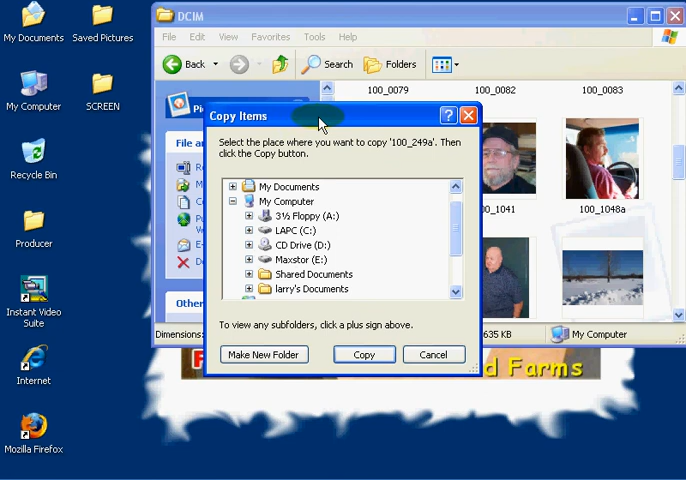 My Documents
Saved Pictures
My Computer
SCREEN
Recycle Bin
Producer
Instant Video
Suite
Internet
Mozilla Firefox
DCIM
File Edit View Favorites Tools Help
Back Search Folders
100_0079 100_0082 100_0083
File an
100_1048a
Other
Dimensions:
635 KB
My Computer
Copy Items
Select the place where you want to copy '100_249a'. Then
click the Copy button.
My Documents
My Computer
3½ Floppy (A:)
LAPC (C:)
CD Drive (D:)
Maxstor (E:)
Shared Documents
larry's Documents
To view any subfolders, click a plus sign above.
Make New Folder Copy Cancel
Farms